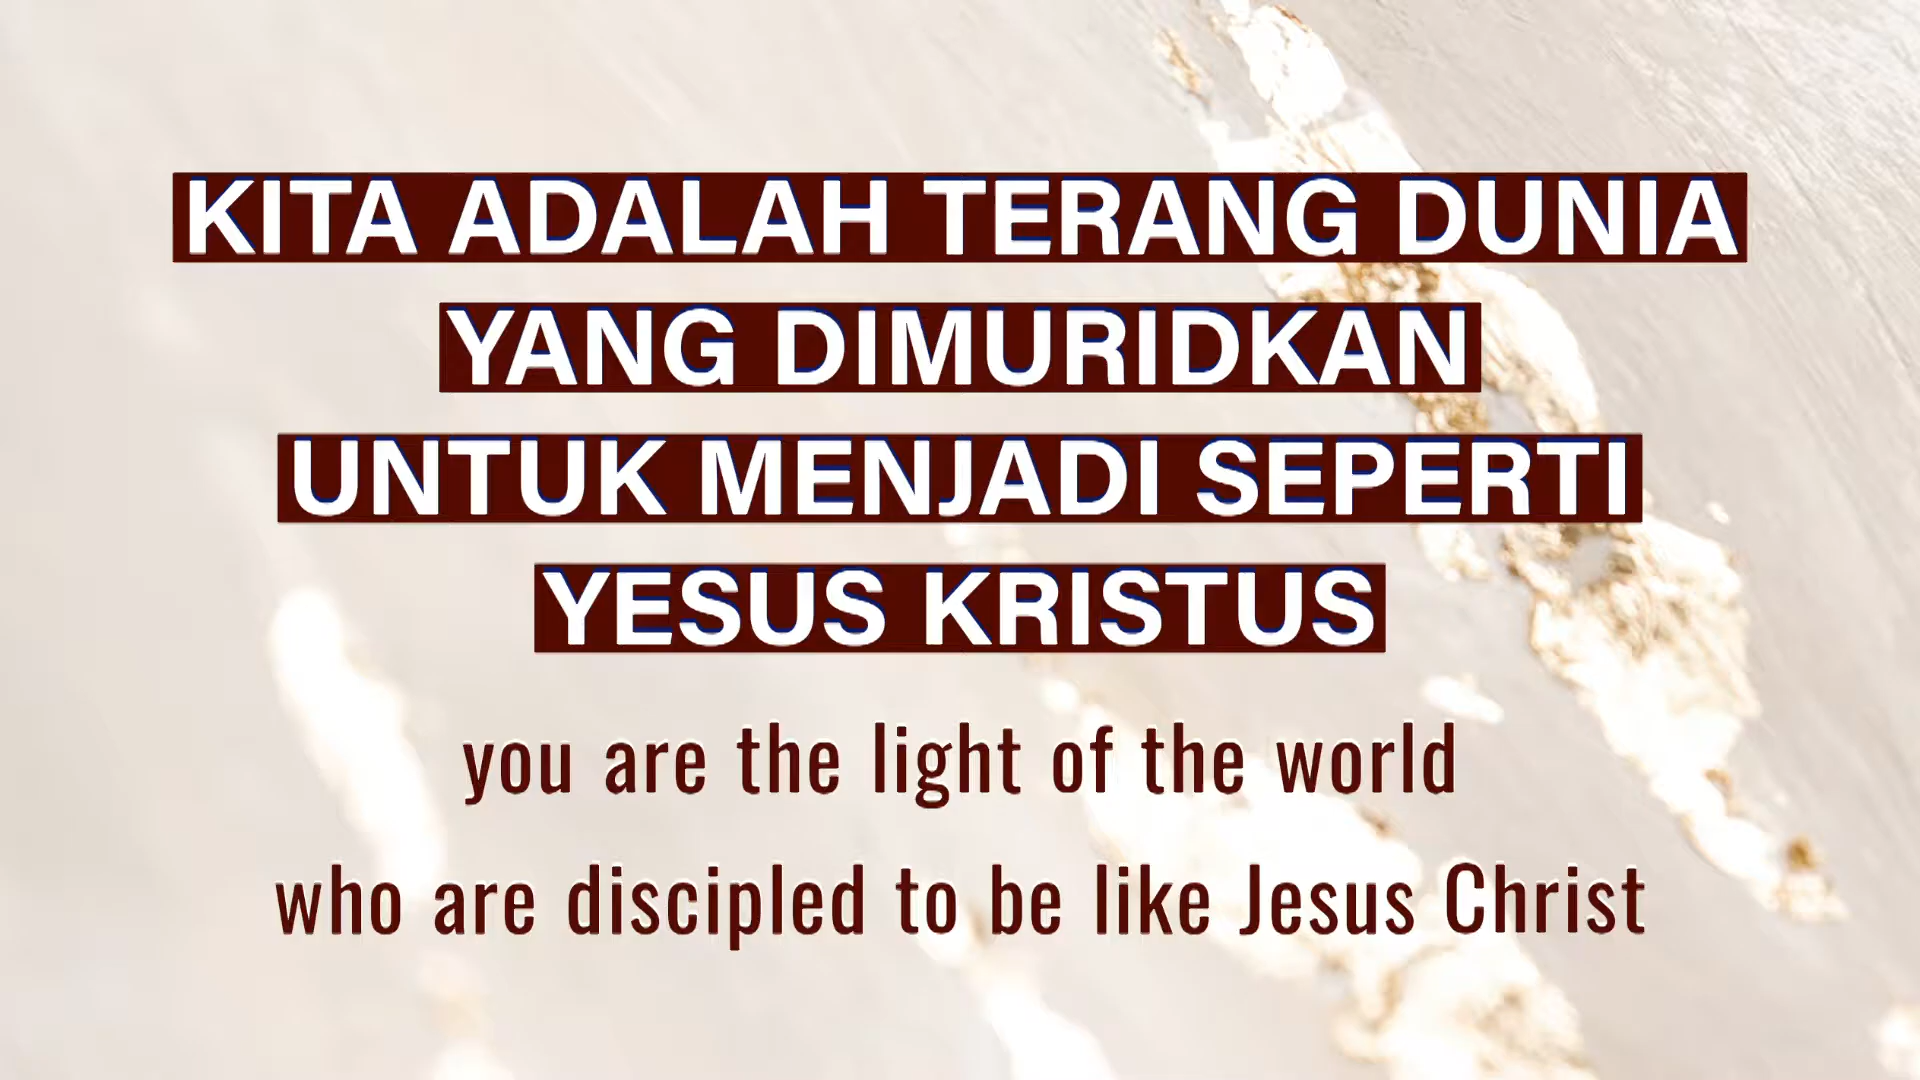 KITA ADALAH TERANG DUNIA
YANG DIMURIDKAN
UNTUK MENJADI SEPERTI
YESUS KRISTUS
you are the light of the world
who are discipled to be like Jesus Christ